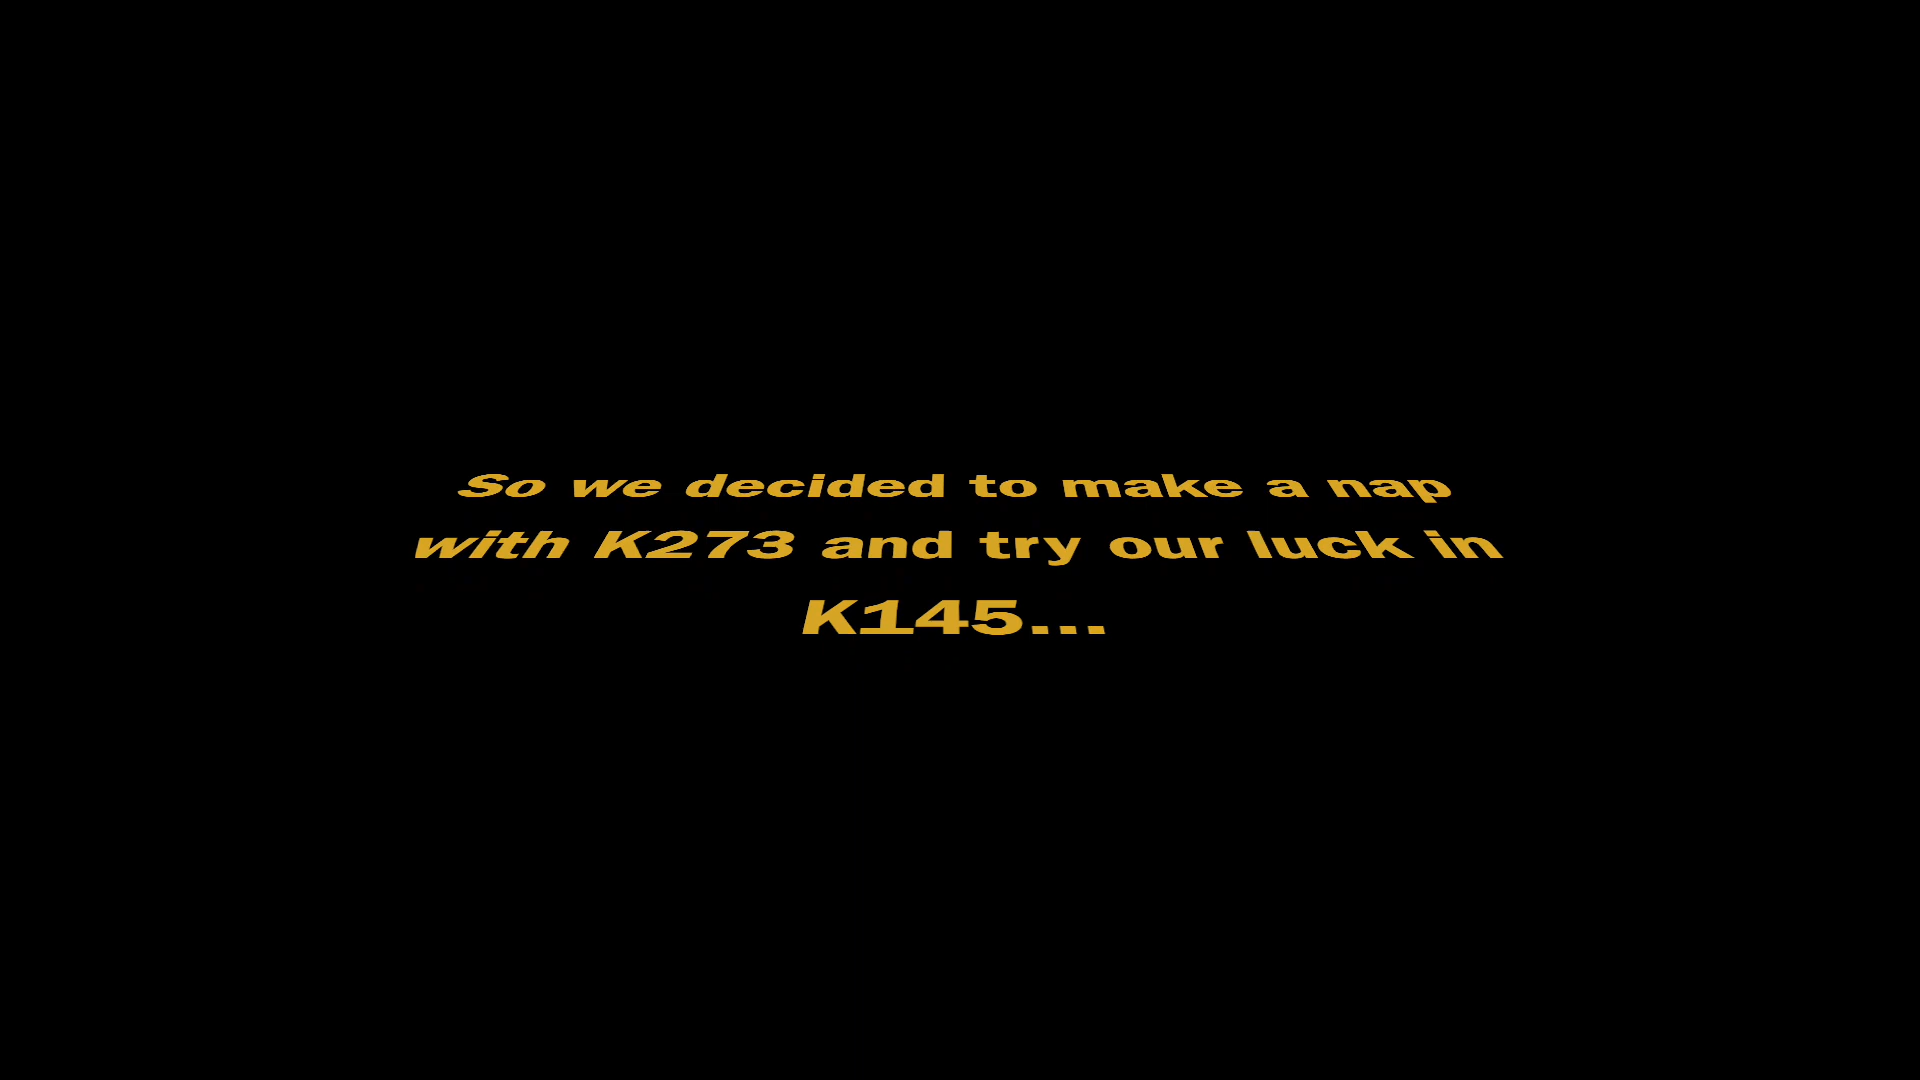 So we decided to make a nap
with K273 and try our luck in
K145...